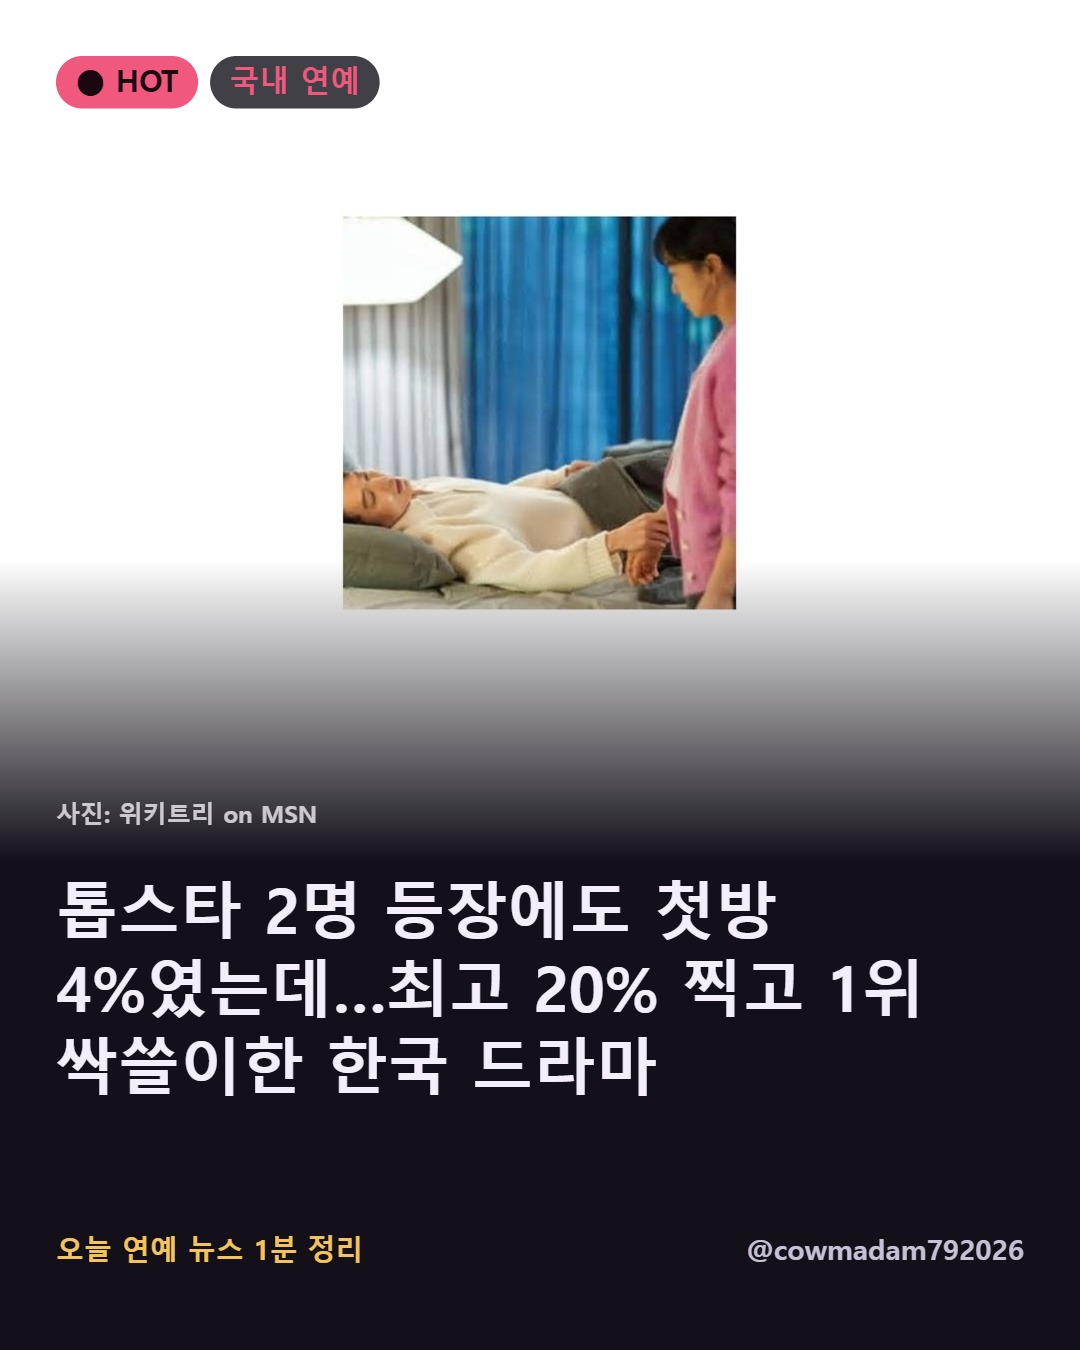 ● HOT 국내 연예
사진: 위키트리 on MSN
톱스타 2명 등장에도 첫방
4%였는데...최고 20% 찍고 1위
싹쓸이한 한국 드라마
오늘 연예 뉴스 1분 정리
@cowmadam792026